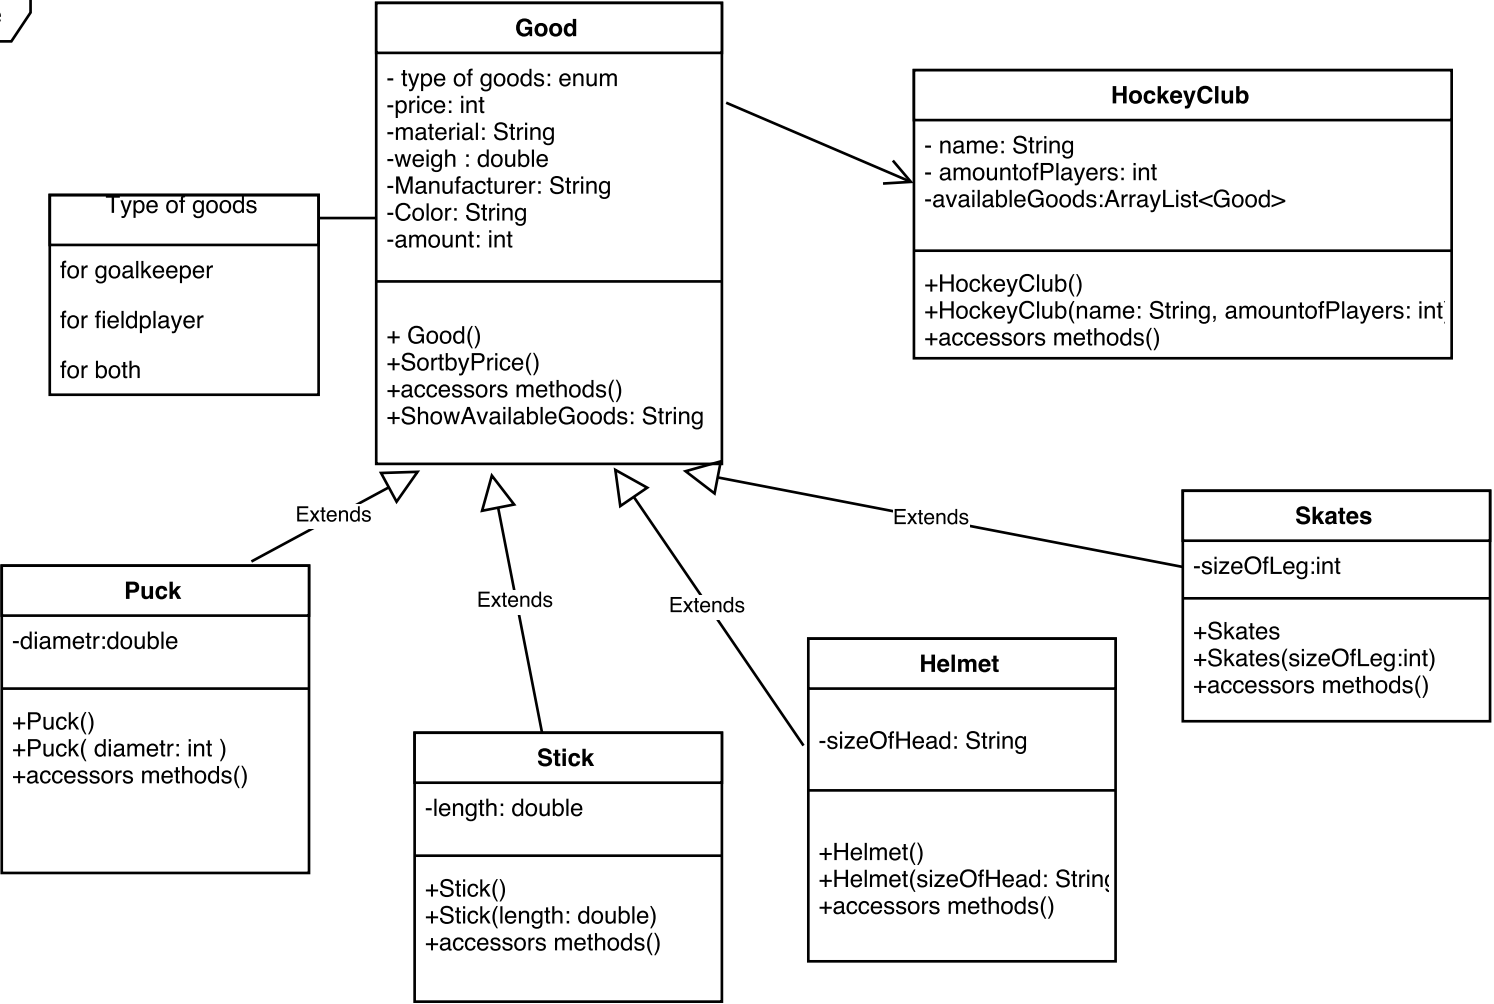 Good
- type of goods: enum
-price: int
-material: String
-weigh : double
-Manufacturer: String
-Color: String
-amount: int
+ Good()
+SortbyPrice()
+accessors methods()
+ShowAvailableGoods: String
HockeyClub
- name: String
- amountofPlayers: int
-availableGoods:ArrayList<Good>
+HockeyClub()
+HockeyClub(name: String, amountofPlayers: int
+accessors methods()
Type of goods
for goalkeeper
for fieldplayer
for both
Extends
Extends
Extends
Extends
Puck
-diametr:double
+Puck()
+Puck( diametr: int )
+accessors methods()
Stick
-length: double
+Stick()
+Stick(length: double)
+accessors methods()
Helmet
-sizeOfHead: String
+Helmet()
+Helmet(sizeOfHead: String
+accessors methods()
Skates
-sizeOfLeg:int
+Skates
+Skates(sizeOfLeg:int)
+accessors methods()